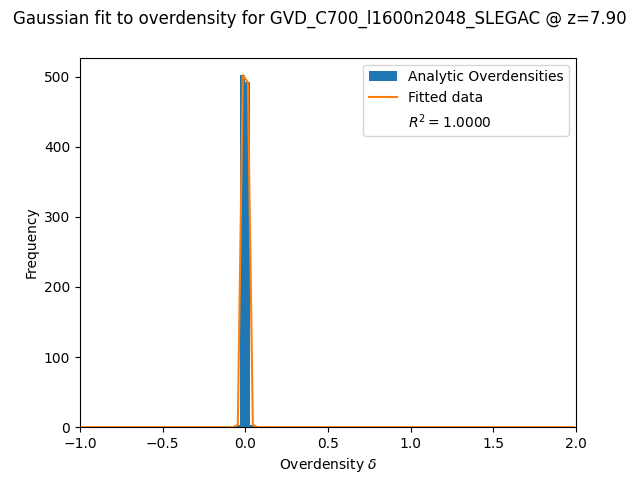 Gaussian fit to overdensity for GVD_C700_l1600n2048_SLEGAC @ z=7.90
Analytic Overdensities
Fitted data
R² = 1.0000
Frequency
500
400
300
200
100
0
−1.0 −0.5 0.0 0.5 1.0 1.5 2.0
Overdensity δ